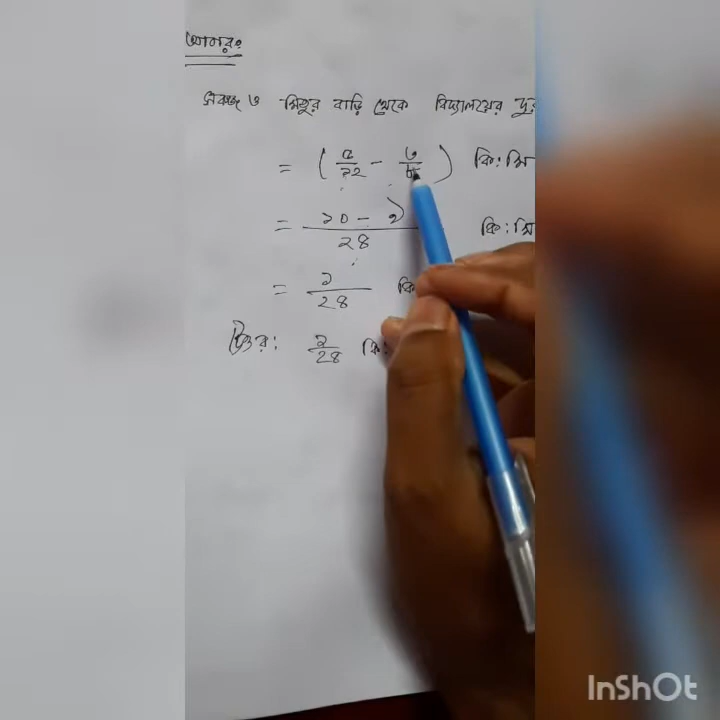 আবার:
সবুজ ও মিতুর বাড়ি থেকে বিদ্যালয়ের দুর
= ( ৫/১২ - ৩/৮ ) কি:মি
= ১০ - ৯ / ২৪ কি:মি
= ১/২৪ কি
উত্তর: ১/২৪ কি:
InShOt